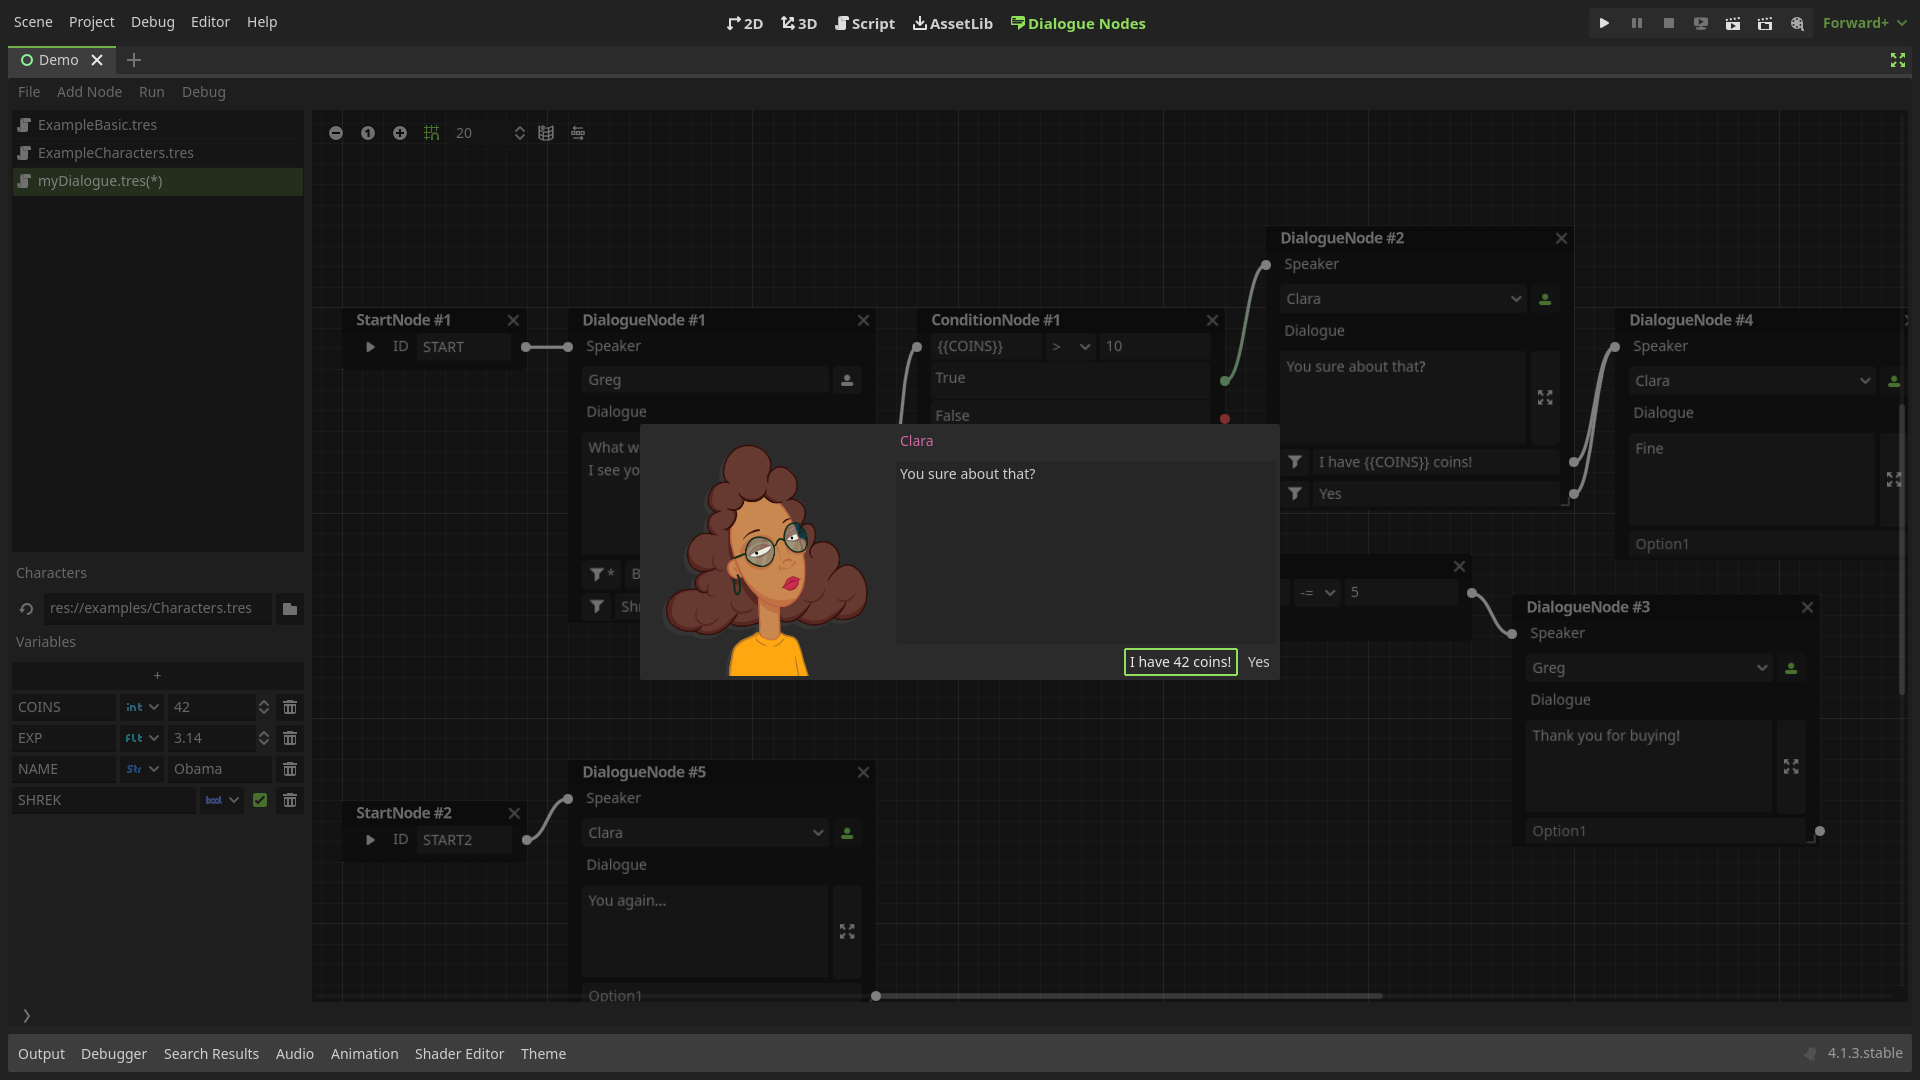 Scene Project Debug Editor Help
2D 3D Script AssetLib Dialogue Nodes
Forward+
Demo
File Add Node Run Debug
ExampleBasic.tres
ExampleCharacters.tres
myDialogue.tres(*)
Characters
res://examples/Characters.tres
Variables
+
COINS int 42
EXP flt 3.14
NAME Str Obama
SHREK bool
1 20
StartNode #1
ID START
DialogueNode #1
Speaker
Greg
Dialogue
What w
I see yo
B
Shr
ConditionNode #1
{{COINS}} > 10
True
False
DialogueNode #2
Speaker
Clara
Dialogue
You sure about that?
I have {{COINS}} coins!
Yes
DialogueNode #4
Speaker
Clara
Dialogue
Fine
Option1
Clara
You sure about that?
I have 42 coins! Yes
-= 5
DialogueNode #3
Speaker
Greg
Dialogue
Thank you for buying!
Option1
StartNode #2
ID START2
DialogueNode #5
Speaker
Clara
Dialogue
You again...
Option1
Output Debugger Search Results Audio Animation Shader Editor Theme
4.1.3.stable